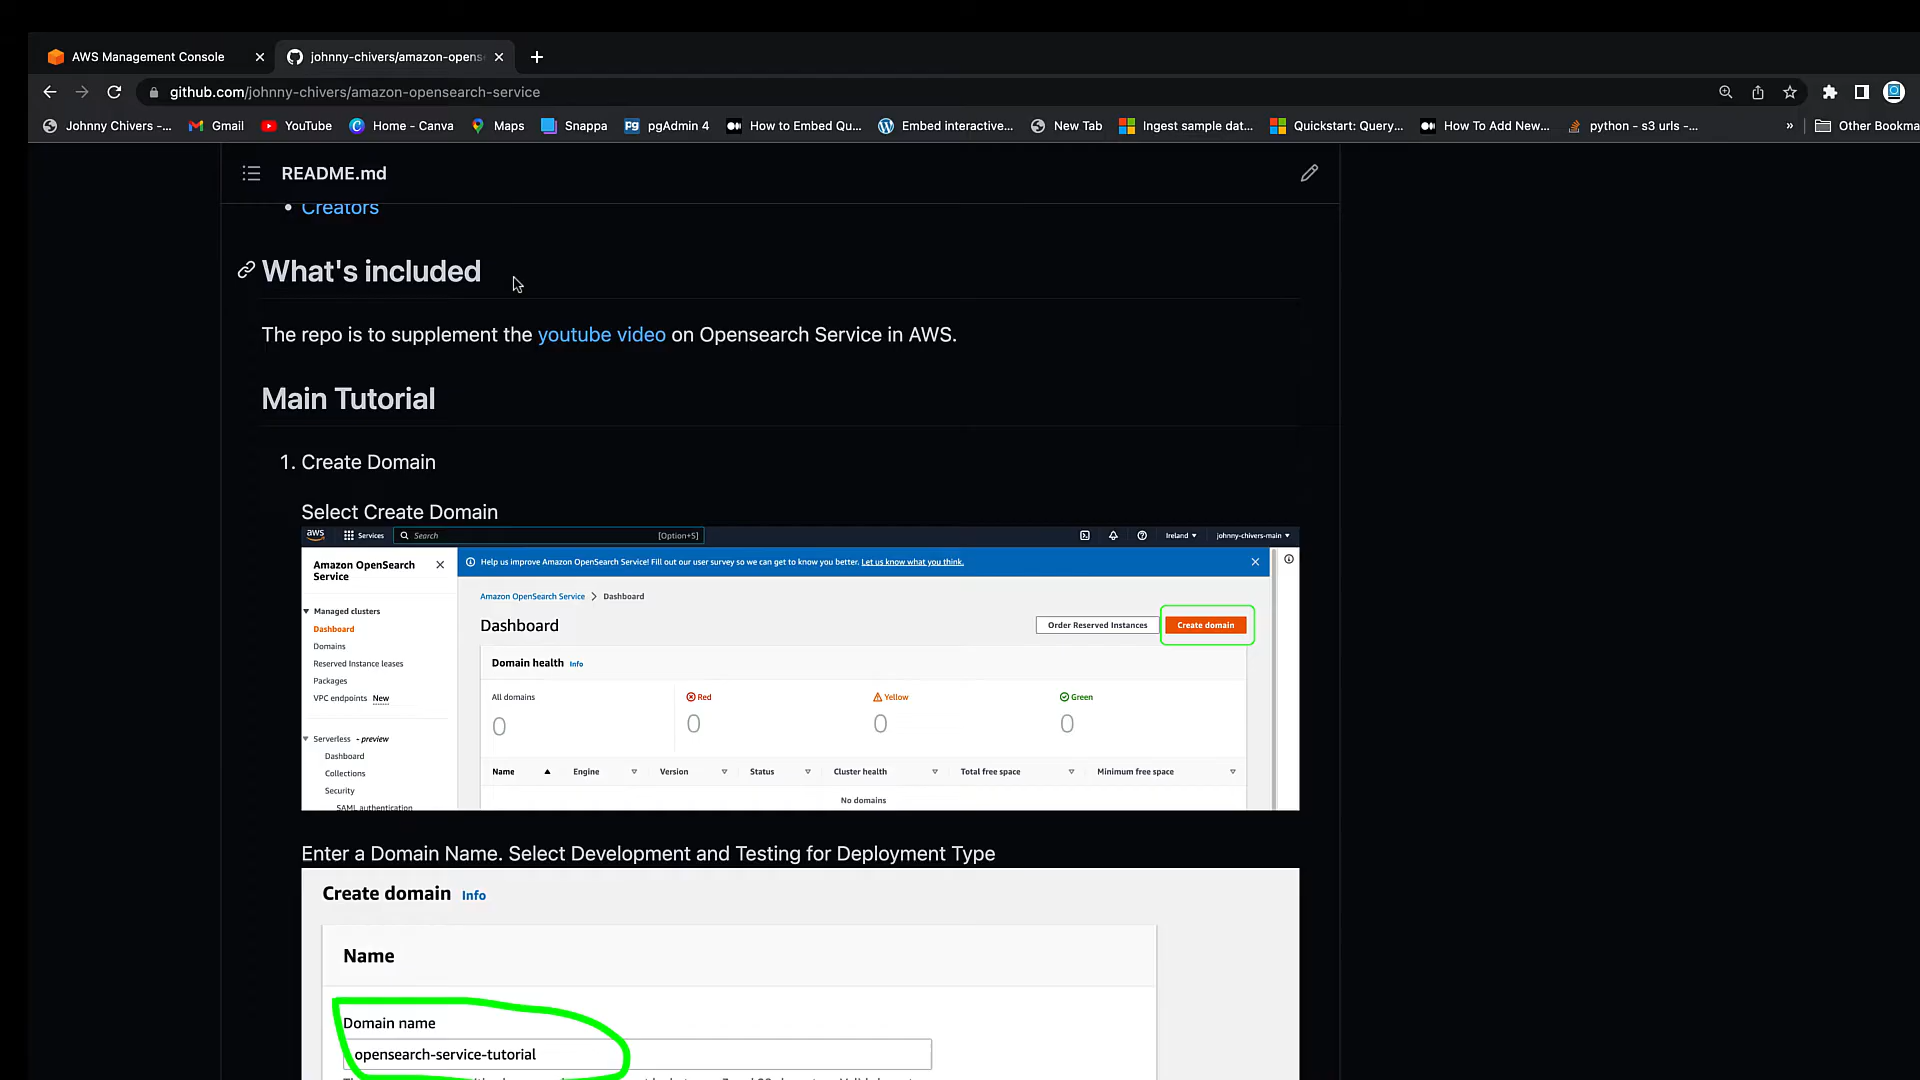 AWS Management Console
johnny-chivers/amazon-opens
github.com/johnny-chivers/amazon-opensearch-service
Johnny Chivers -...
Gmail
YouTube
Home - Canva
Maps
Snappa
pgAdmin 4
How to Embed Qu...
Embed interactive...
New Tab
Ingest sample dat...
Quickstart: Query...
How To Add New...
python - s3 urls -...
»
Other Bookma
README.md
Creators
What's included
The repo is to supplement the youtube video on Opensearch Service in AWS.
Main Tutorial
1. Create Domain
Select Create Domain
aws
Services
Search
[Option+S]
Ireland
johnny-chivers-main
Amazon OpenSearch
Service
Help us improve Amazon OpenSearch Service! Fill out our user survey so we can get to know you better. Let us know what you think.
Managed clusters
Dashboard
Domains
Reserved Instance leases
Packages
VPC endpoints New
Serverless - preview
Dashboard
Collections
Security
SAML authentication
Amazon OpenSearch Service > Dashboard
Dashboard
Order Reserved Instances
Create domain
Domain health Info
All domains
0
Red
0
Yellow
0
Green
0
Name
Engine
Version
Status
Cluster health
Total free space
Minimum free space
No domains
Enter a Domain Name. Select Development and Testing for Deployment Type
Create domain Info
Name
Domain name
opensearch-service-tutorial